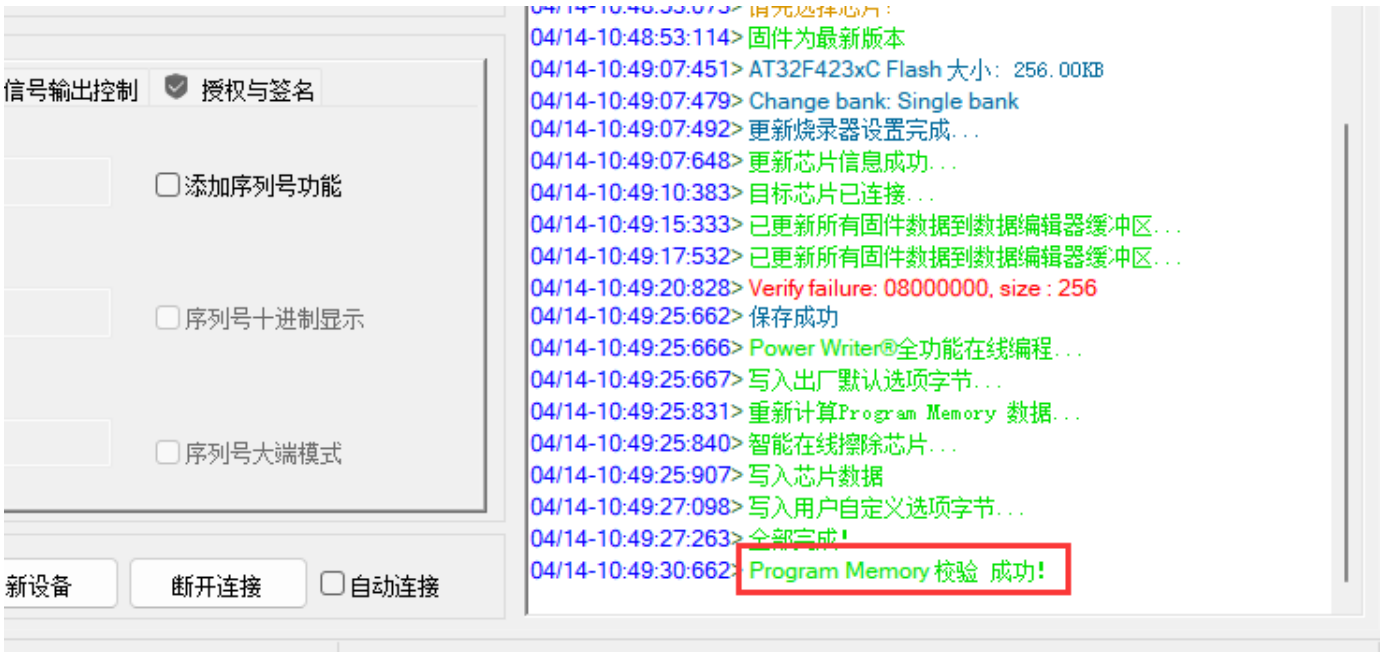 04/14-10:48:53:073> 请先选择芯片!
04/14-10:48:53:114> 固件为最新版本
04/14-10:49:07:451> AT32F423xC Flash 大小: 256.00KB
04/14-10:49:07:479> Change bank: Single bank
04/14-10:49:07:492> 更新烧录器设置完成...
04/14-10:49:07:648> 更新芯片信息成功...
04/14-10:49:10:383> 目标芯片已连接...
04/14-10:49:15:333> 已更新所有固件数据到数据编辑器缓冲区...
04/14-10:49:17:532> 已更新所有固件数据到数据编辑器缓冲区...
04/14-10:49:20:828> Verify failure: 08000000, size : 256
04/14-10:49:25:662> 保存成功
04/14-10:49:25:666> Power Writer®全功能在线编程...
04/14-10:49:25:667> 写入出厂默认选项字节...
04/14-10:49:25:831> 重新计算Program Memory 数据...
04/14-10:49:25:840> 智能在线擦除芯片...
04/14-10:49:25:907> 写入芯片数据
04/14-10:49:27:098> 写入用户自定义选项字节...
04/14-10:49:27:263> 全部完成!
04/14-10:49:30:662> Program Memory 校验 成功!
信号输出控制 授权与签名
添加序列号功能
序列号十进制显示
序列号大端模式
新设备 断开连接 自动连接